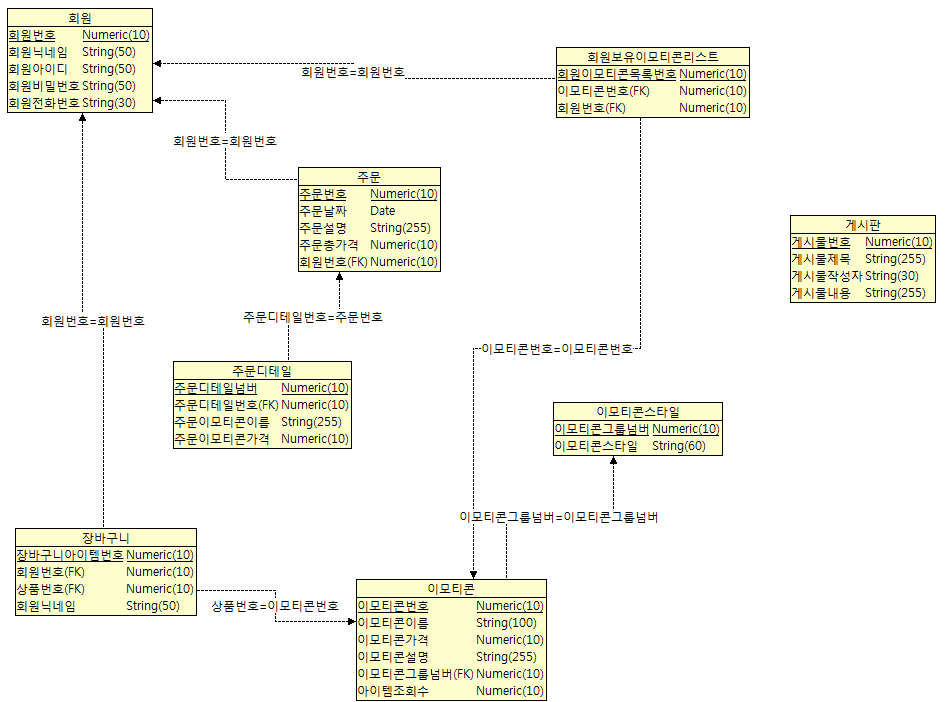 회원
회원번호 Numeric(10)
회원닉네임 String(50)
회원아이디 String(50)
회원비밀번호 String(50)
회원전화번호 String(30)
회원번호=회원번호
회원보유이모티콘리스트
회원이모티콘목록번호 Numeric(10)
이모티콘번호(FK) Numeric(10)
회원번호(FK) Numeric(10)
회원번호=회원번호
주문
주문번호 Numeric(10)
주문날짜 Date
주문설명 String(255)
주문총가격 Numeric(10)
회원번호(FK) Numeric(10)
게시판
게시물번호 Numeric(10)
게시물제목 String(255)
게시물작성자 String(30)
게시물내용 String(255)
회원번호=회원번호
주문디테일번호=주문번호
이모티콘번호=이모티콘번호
주문디테일
주문디테일넘버 Numeric(10)
주문디테일번호(FK) Numeric(10)
주문이모티콘이름 String(255)
주문이모티콘가격 Numeric(10)
이모티콘스타일
이모티콘그룹넘버 Numeric(10)
이모티콘스타일 String(60)
이모티콘그룹넘버=이모티콘그룹넘버
장바구니
장바구니아이템번호 Numeric(10)
회원번호(FK) Numeric(10)
상품번호(FK) Numeric(10)
회원닉네임 String(50)
상품번호=이모티콘번호
이모티콘
이모티콘번호 Numeric(10)
이모티콘이름 String(100)
이모티콘가격 Numeric(10)
이모티콘설명 String(255)
이모티콘그룹넘버(FK) Numeric(10)
아이템조회수 Numeric(10)